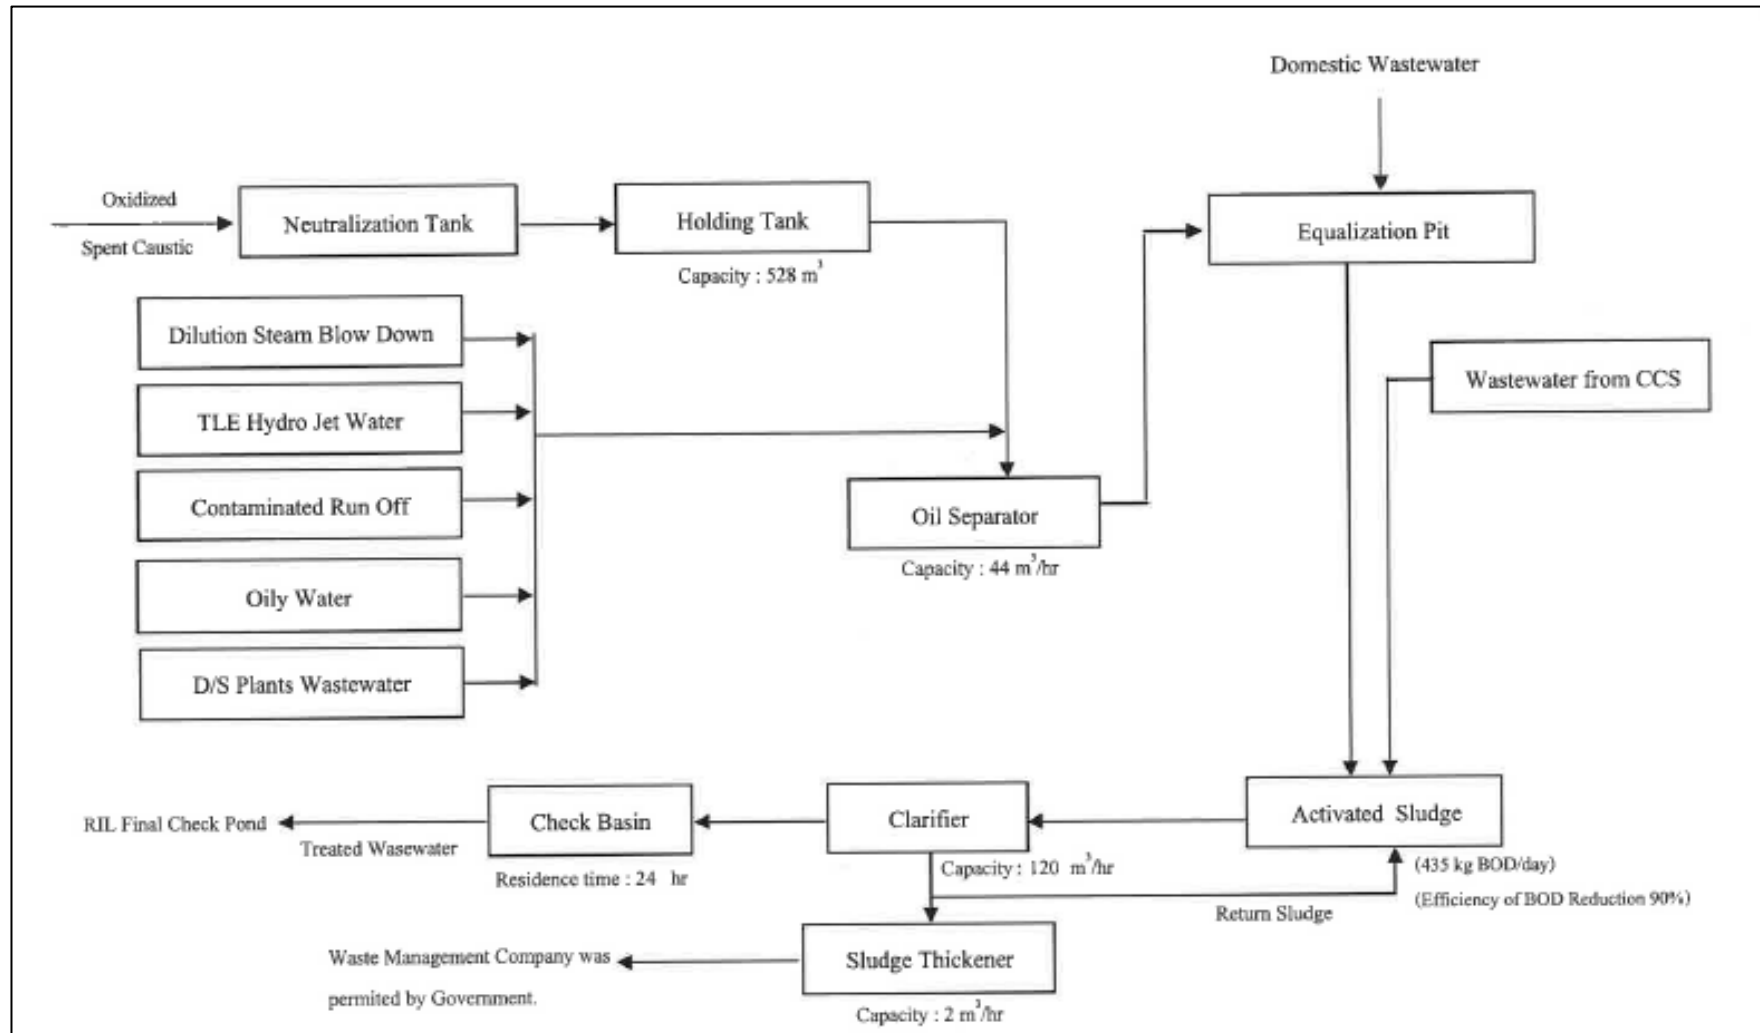 Domestic Wastewater
Oxidized
Spent Caustic
Neutralization Tank
Holding Tank
Capacity : 528 m³
Equalization Pit
Dilution Steam Blow Down
TLE Hydro Jet Water
Contaminated Run Off
Oily Water
D/S Plants Wastewater
Wastewater from CCS
Oil Separator
Capacity : 44 m³/hr
RIL Final Check Pond
Treated Wasewater
Check Basin
Residence time : 24 hr
Clarifier
Capacity : 120 m³/hr
Activated Sludge
(435 kg BOD/day)
(Efficiency of BOD Reduction 90%)
Return Sludge
Waste Management Company was
permited by Government.
Sludge Thickener
Capacity : 2 m³/hr